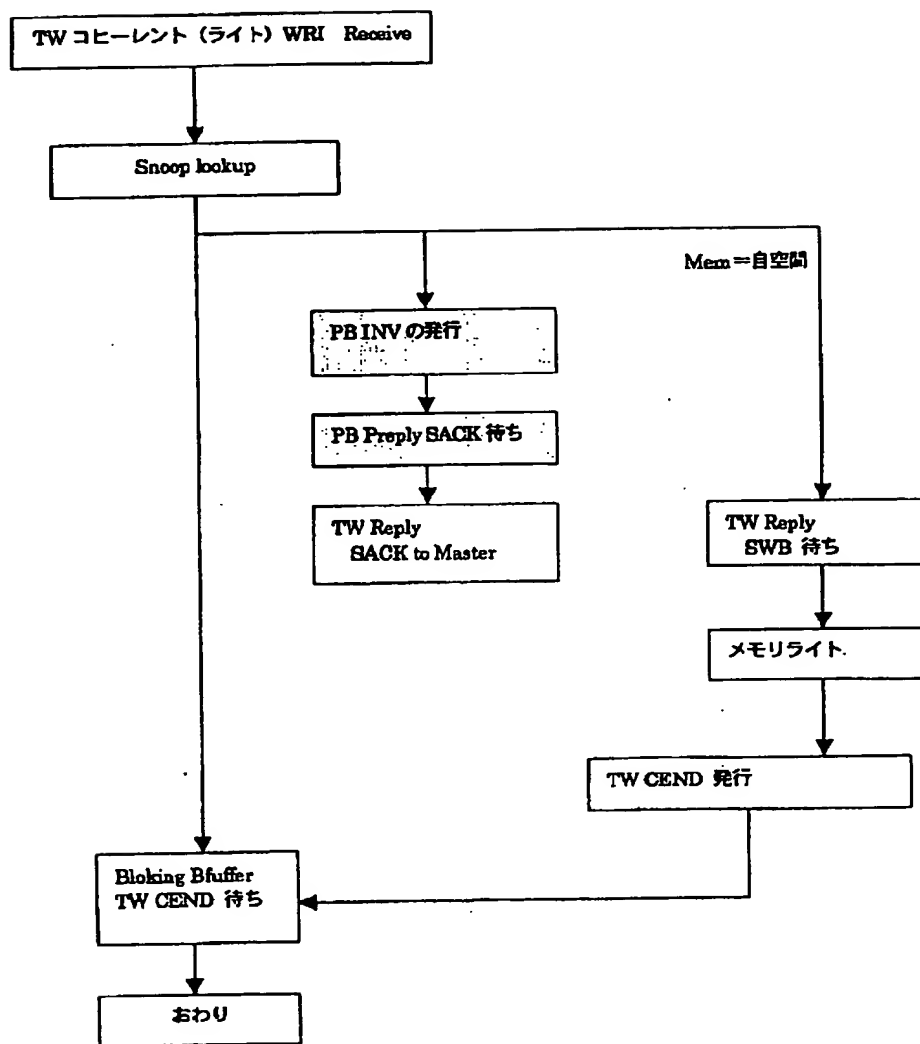 TW コヒーレント（ライト）WRI Receive
Snoop lookup
Mem＝自空間
PB INV の発行
PB Preply SACK 待ち
TW Reply
SACK to Master
TW Reply
SWB 待ち
メモリライト.
TW CEND 発行
Bloking Bfuffer
TW CEND 待ち
おわり